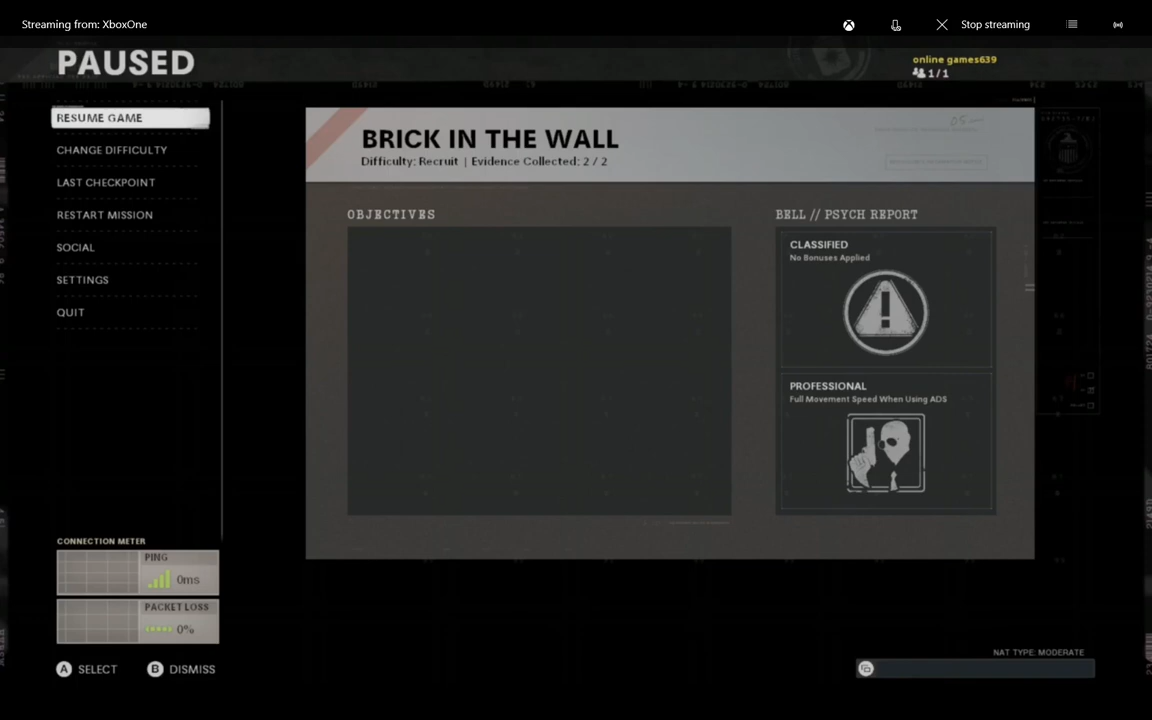 Streaming from: XboxOne
Stop streaming
PAUSED
online games639
1/1
RESUME GAME
CHANGE DIFFICULTY
LAST CHECKPOINT
RESTART MISSION
SOCIAL
SETTINGS
QUIT
BRICK IN THE WALL
Difficulty: Recruit | Evidence Collected: 2 / 2
OBJECTIVES
BELL // PSYCH REPORT
CLASSIFIED
No Bonuses Applied
PROFESSIONAL
Full Movement Speed When Using ADS
CONNECTION METER
PING
0ms
PACKET LOSS
0%
A SELECT
B DISMISS
NAT TYPE: MODERATE